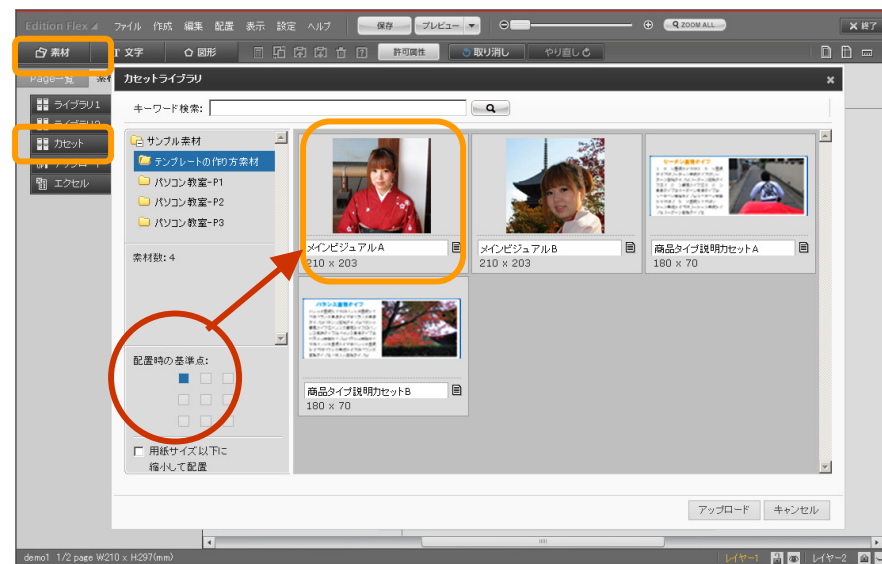 Edition Flex
ファイル 作成 編集 配置 表示 設定 ヘルプ 保存 プレビュー ZOOM ALL × 終了
素材 T 文字 図形 許可属性 取り消し やり直し
Page一覧
カセットライブラリ
ライブラリ1
カセット
エクセル
キーワード検索:
サンプル素材
テンプレートの作り方素材
パソコン教室-P1
パソコン教室-P2
パソコン教室-P3
素材数: 4
配置時の基準点:
用紙サイズ以下に
縮小して配置
メインビジュアルA
210 x 203
メインビジュアルB
210 x 203
商品タイプ説明カセットA
180 x 70
バランス重視タイプ
商品タイプ説明カセットB
180 x 70
アップロード キャンセル
demo1 1/2 page W210 x H297(mm)
レイヤー1 レイヤー2